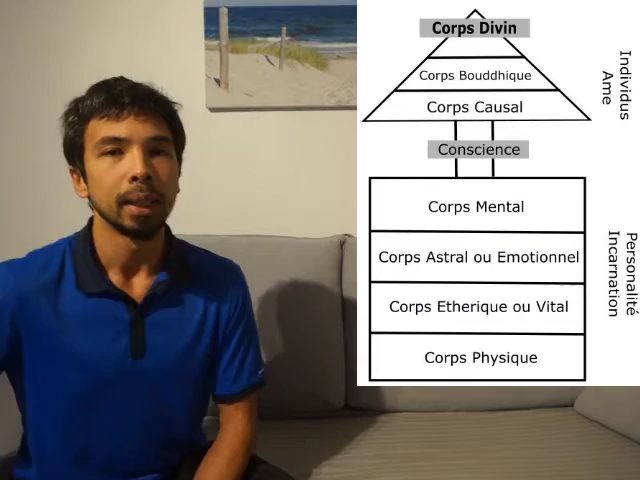 Corps Divin
Corps Bouddhique
Corps Causal
Individus
Ame
Conscience
Corps Mental
Corps Astral ou Emotionnel
Corps Etherique ou Vital
Corps Physique
Personalité
Incarnation